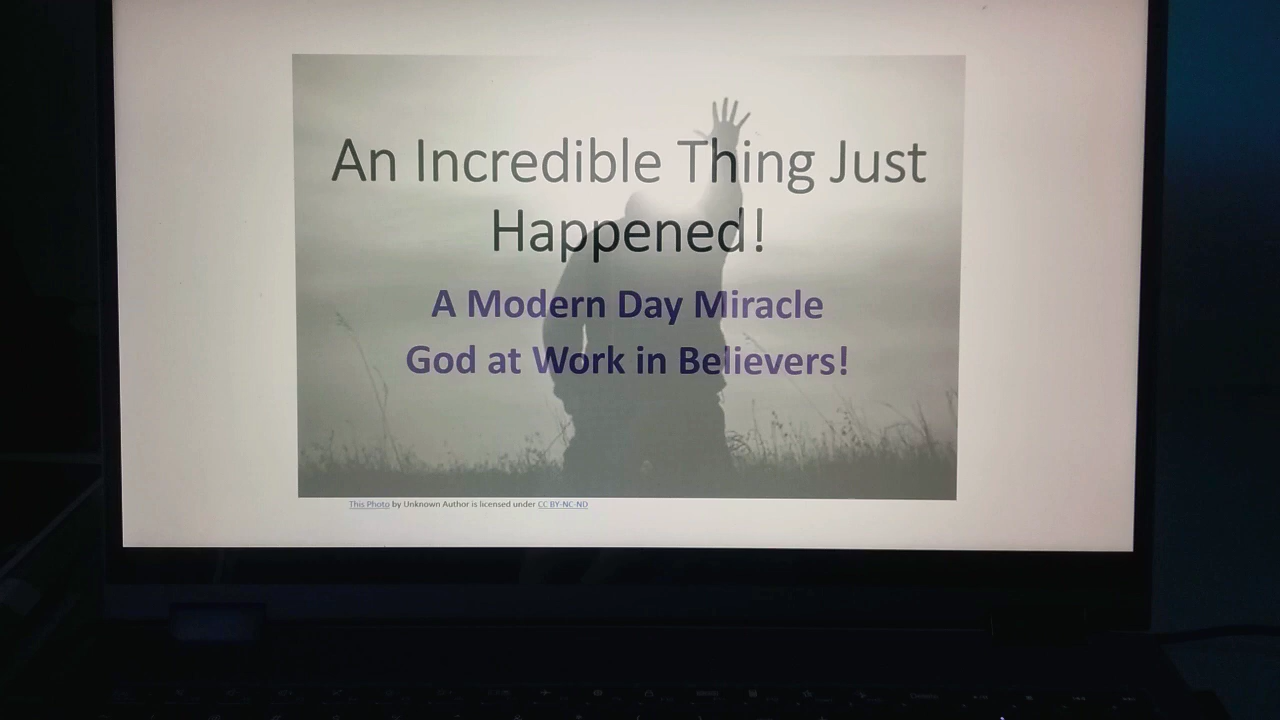 An Incredible Thing Just
Happened!
A Modern Day Miracle
God at Work in Believers!
This Photo by Unknown Author is licensed under CC BY-NC-ND